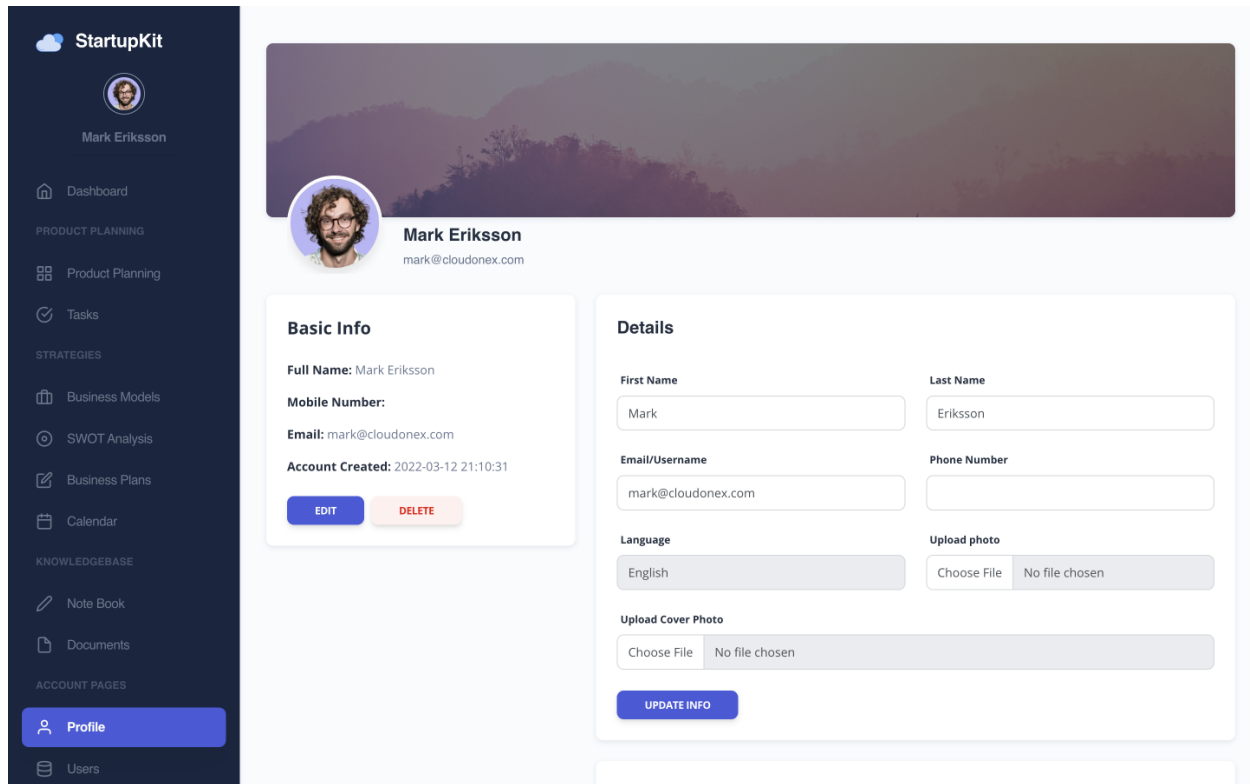 StartupKit
Mark Eriksson
Dashboard
PRODUCT PLANNING
Product Planning
Tasks
STRATEGIES
Business Models
SWOT Analysis
Business Plans
Calendar
KNOWLEDGEBASE
Note Book
Documents
ACCOUNT PAGES
Profile
Users
Mark Eriksson
mark@cloudonex.com
Basic Info
Full Name: Mark Eriksson
Mobile Number:
Email: mark@cloudonex.com
Account Created: 2022-03-12 21:10:31
EDIT DELETE
Details
First Name Last Name
Mark Eriksson
Email/Username Phone Number
mark@cloudonex.com
Language Upload photo
English Choose File No file chosen
Upload Cover Photo
Choose File No file chosen
UPDATE INFO